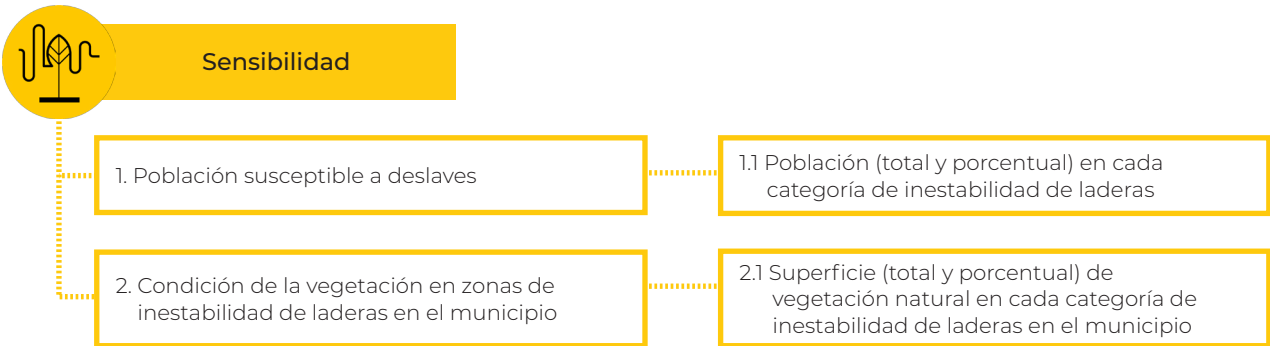 Sensibilidad
1. Población susceptible a deslaves
1.1 Población (total y porcentual) en cada
categoría de inestabilidad de laderas
2. Condición de la vegetación en zonas de
inestabilidad de laderas en el municipio
2.1 Superficie (total y porcentual) de
vegetación natural en cada categoría de
inestabilidad de laderas en el municipio